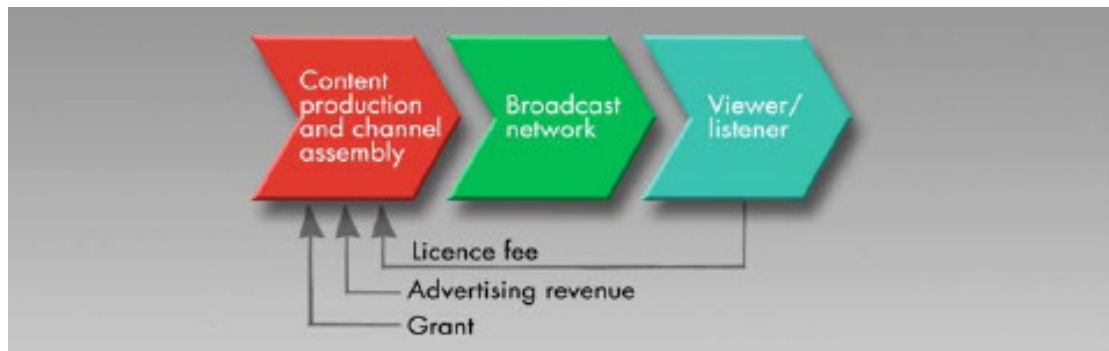 Content
production
and channel
assembly
Broadcast
network
Viewer/
listener
Licence fee
Advertising revenue
Grant